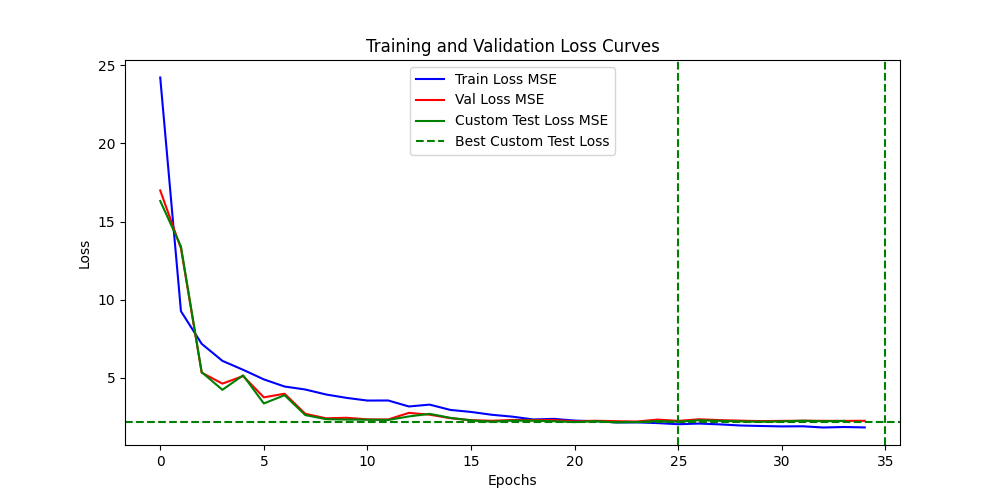 Training and Validation Loss Curves
Train Loss MSE
Val Loss MSE
Custom Test Loss MSE
Best Custom Test Loss
Loss
25
20
15
10
5
0
5
10
15
20
25
30
35
Epochs